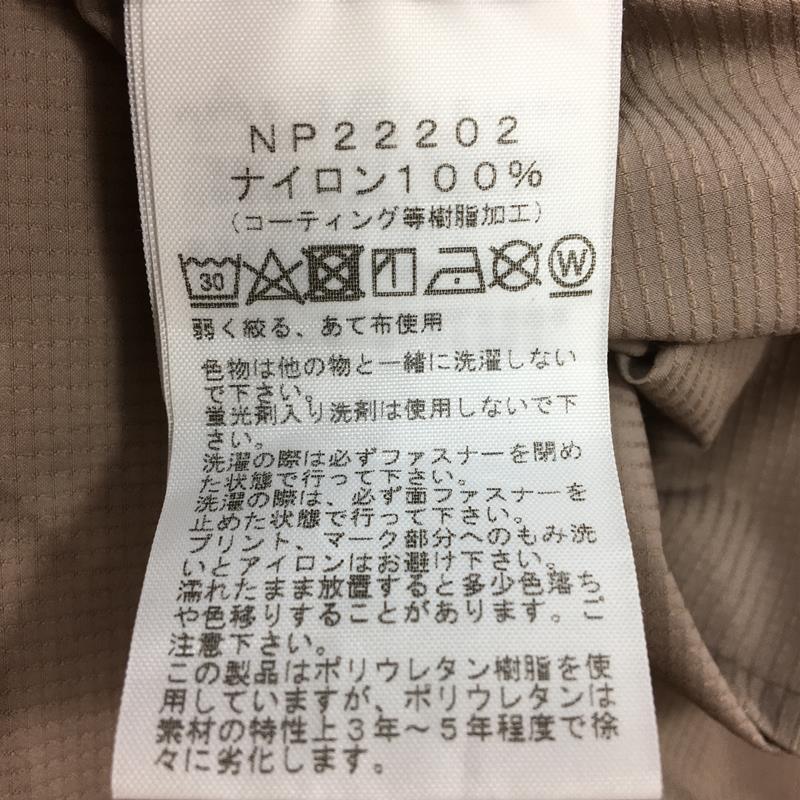 NP22202
ナイロン100%
(コーティング等樹脂加工)
30 W
弱く絞る、あて布使用
色物は他の物と一緒に洗濯しない
で下さい。
蛍光剤入り洗剤は使用しないで下
さい。
洗濯の際は必ずファスナーを閉め
た状態で行って下さい。
洗濯の際は、必ず面ファスナーを
止めた状態で行って下さい。
プリント、マーク部分へのもみ洗
いとアイロンはお避け下さい。
濡れたまま放置すると多少色落ち
や色移りすることがあります。ご
注意下さい。
この製品はポリウレタン樹脂を使
用していますが、ポリウレタンは
素材の特性上3年～5年程度で徐
々に劣化します。